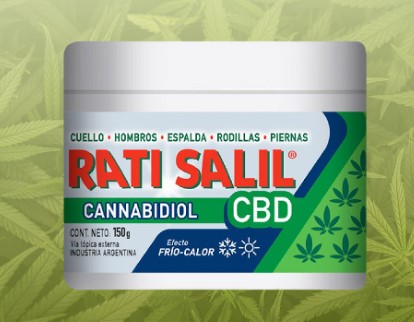 CUELLO • HOMBROS • ESPALDA • RODILLAS • PIERNAS
RATI SALIL®
CANNABIDIOL CBD
CONT. NETO: 150g
Vía tópica externa
INDUSTRIA ARGENTINA
Efecto
FRÍO-CALOR